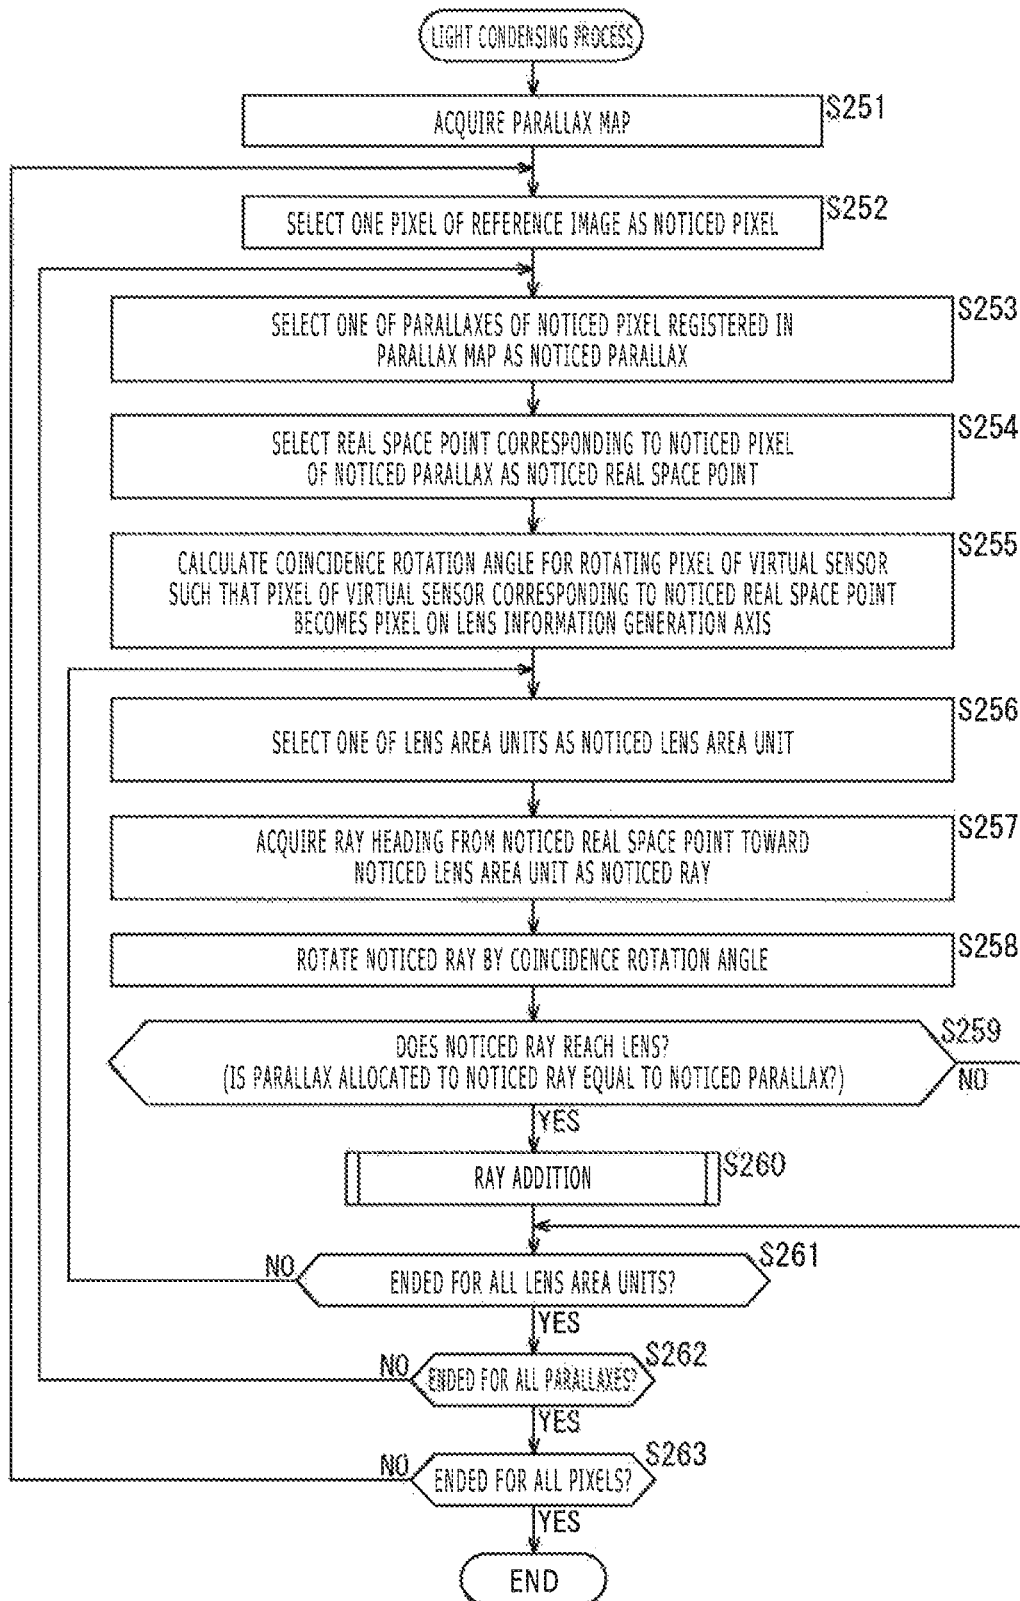 LIGHT CONDENSING PROCESS
ACQUIRE PARALLAX MAP
S251
SELECT ONE PIXEL OF REFERENCE IMAGE AS NOTICED PIXEL
S252
SELECT ONE OF PARALLAXES OF NOTICED PIXEL REGISTERED IN
PARALLAX MAP AS NOTICED PARALLAX
S253
SELECT REAL SPACE POINT CORRESPONDING TO NOTICED PIXEL
OF NOTICED PARALLAX AS NOTICED REAL SPACE POINT
S254
CALCULATE COINCIDENCE ROTATION ANGLE FOR ROTATING PIXEL OF VIRTUAL SENSOR
SUCH THAT PIXEL OF VIRTUAL SENSOR CORRESPONDING TO NOTICED REAL SPACE POINT
BECOMES PIXEL ON LENS INFORMATION GENERATION AXIS
S255
SELECT ONE OF LENS AREA UNITS AS NOTICED LENS AREA UNIT
S256
ACQUIRE RAY HEADING FROM NOTICED REAL SPACE POINT TOWARD
NOTICED LENS AREA UNIT AS NOTICED RAY
S257
ROTATE NOTICED RAY BY COINCIDENCE ROTATION ANGLE
S258
DOES NOTICED RAY REACH LENS?
(IS PARALLAX ALLOCATED TO NOTICED RAY EQUAL TO NOTICED PARALLAX?)
S259
NO
YES
RAY ADDITION
S260
NO
ENDED FOR ALL LENS AREA UNITS?
S261
YES
NO
ENDED FOR ALL PARALLAXES?
S262
YES
NO
ENDED FOR ALL PIXELS?
S263
YES
END